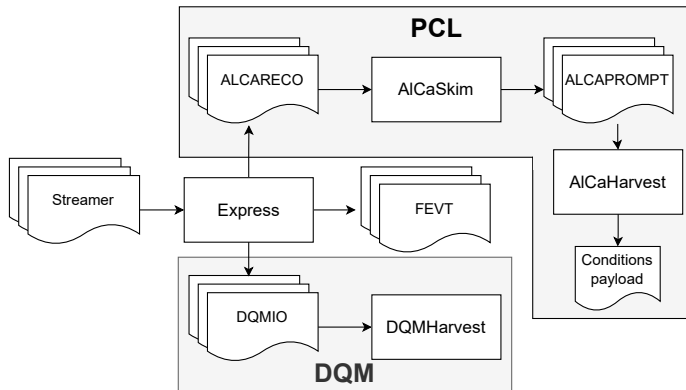 PCL
ALCARECO
AlCaSkim
ALCAPROMPT
Streamer
Express
FEVT
AlCaHarvest
Conditions
payload
DQMIO
DQMHarvest
DQM